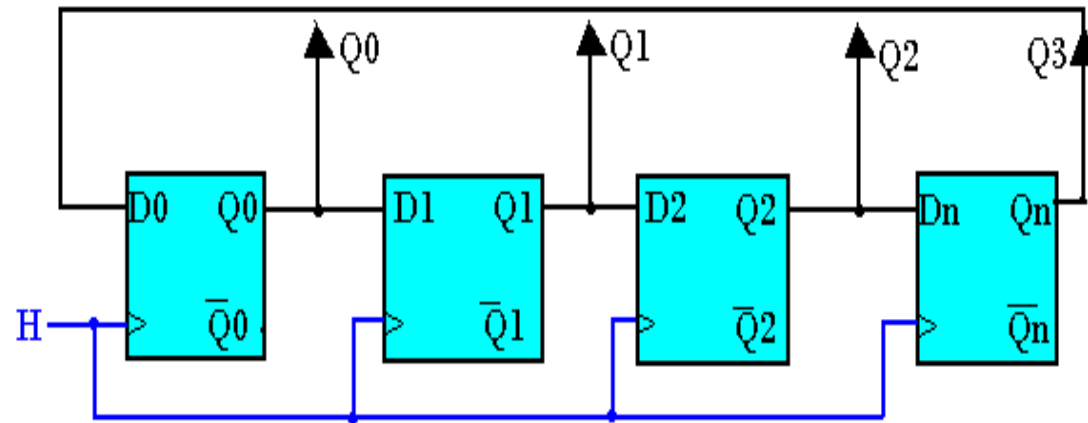 Q0 Q1 Q2 Q3
D0 Q0 D1 Q1 D2 Q2 Dn Qn
H Q̅0 Q̅1 Q̅2 Q̅n